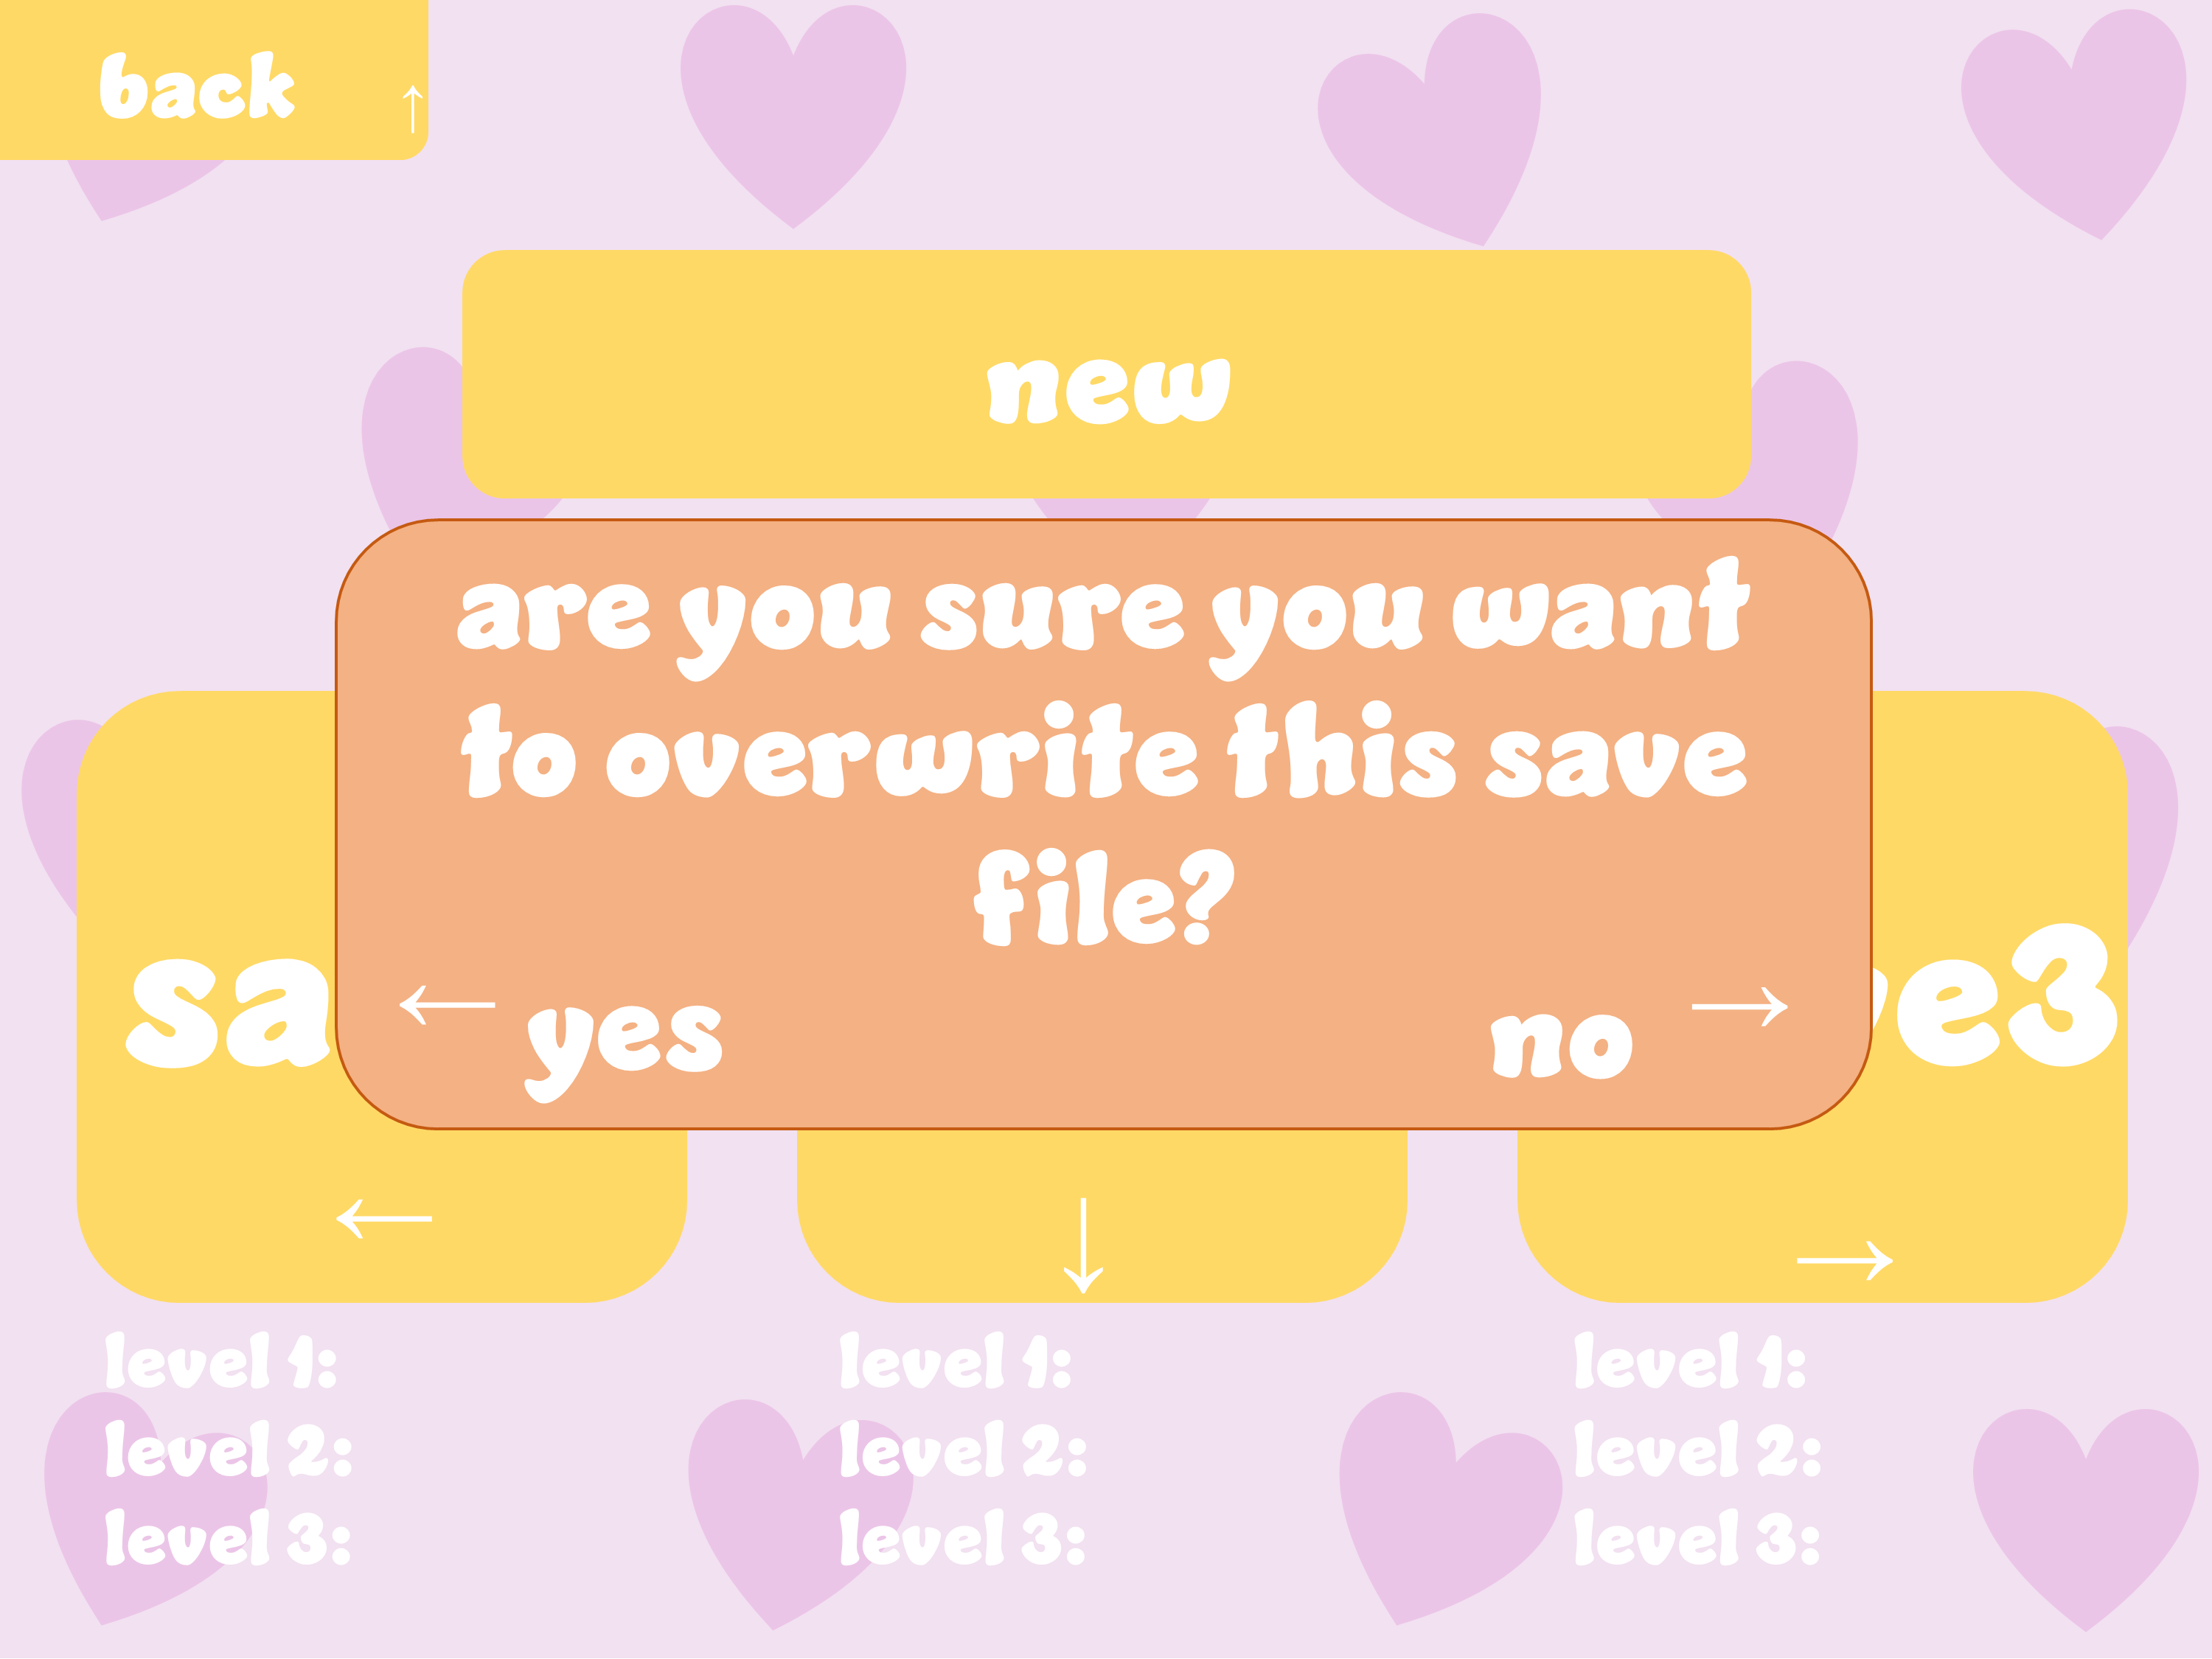 back ↑
new
are you sure you want
to overwrite this save
file?
← yes
no →
sa
e3
←
↓
→
level 1:
level 2:
level 3:
level 1:
level 2:
level 3:
level 1:
level 2:
level 3: